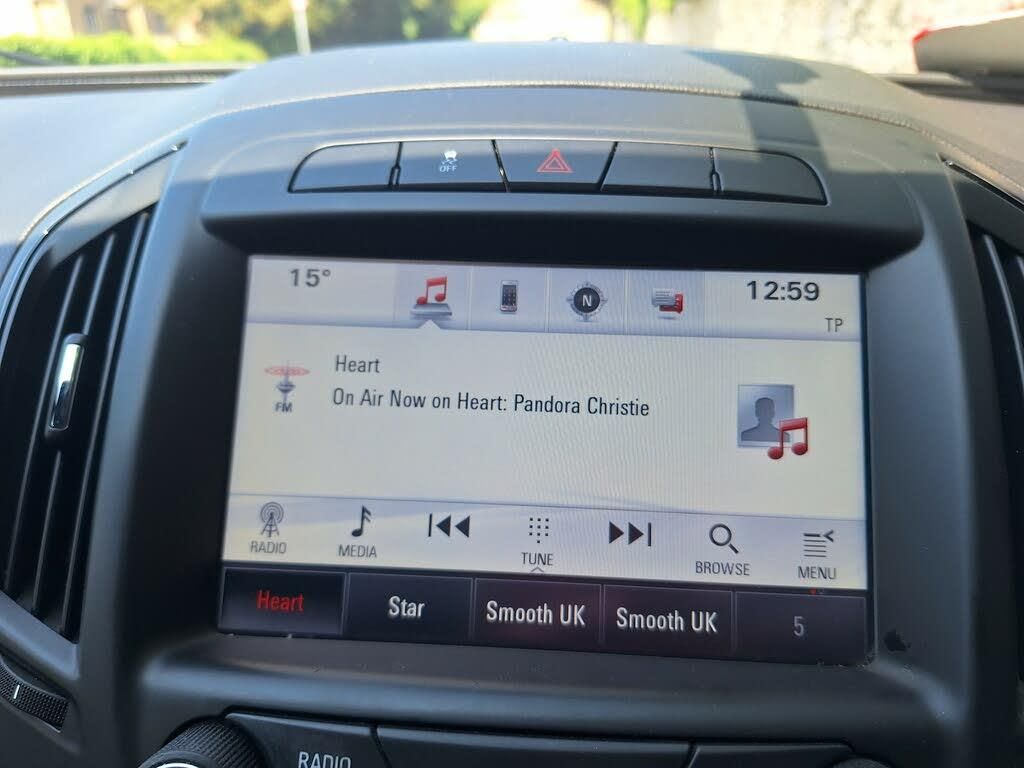 OFF
15°
N
12:59
TP
Heart
On Air Now on Heart: Pandora Christie
FM
RADIO
MEDIA
TUNE
BROWSE
MENU
Heart
Star
Smooth UK
Smooth UK
5
RADIO